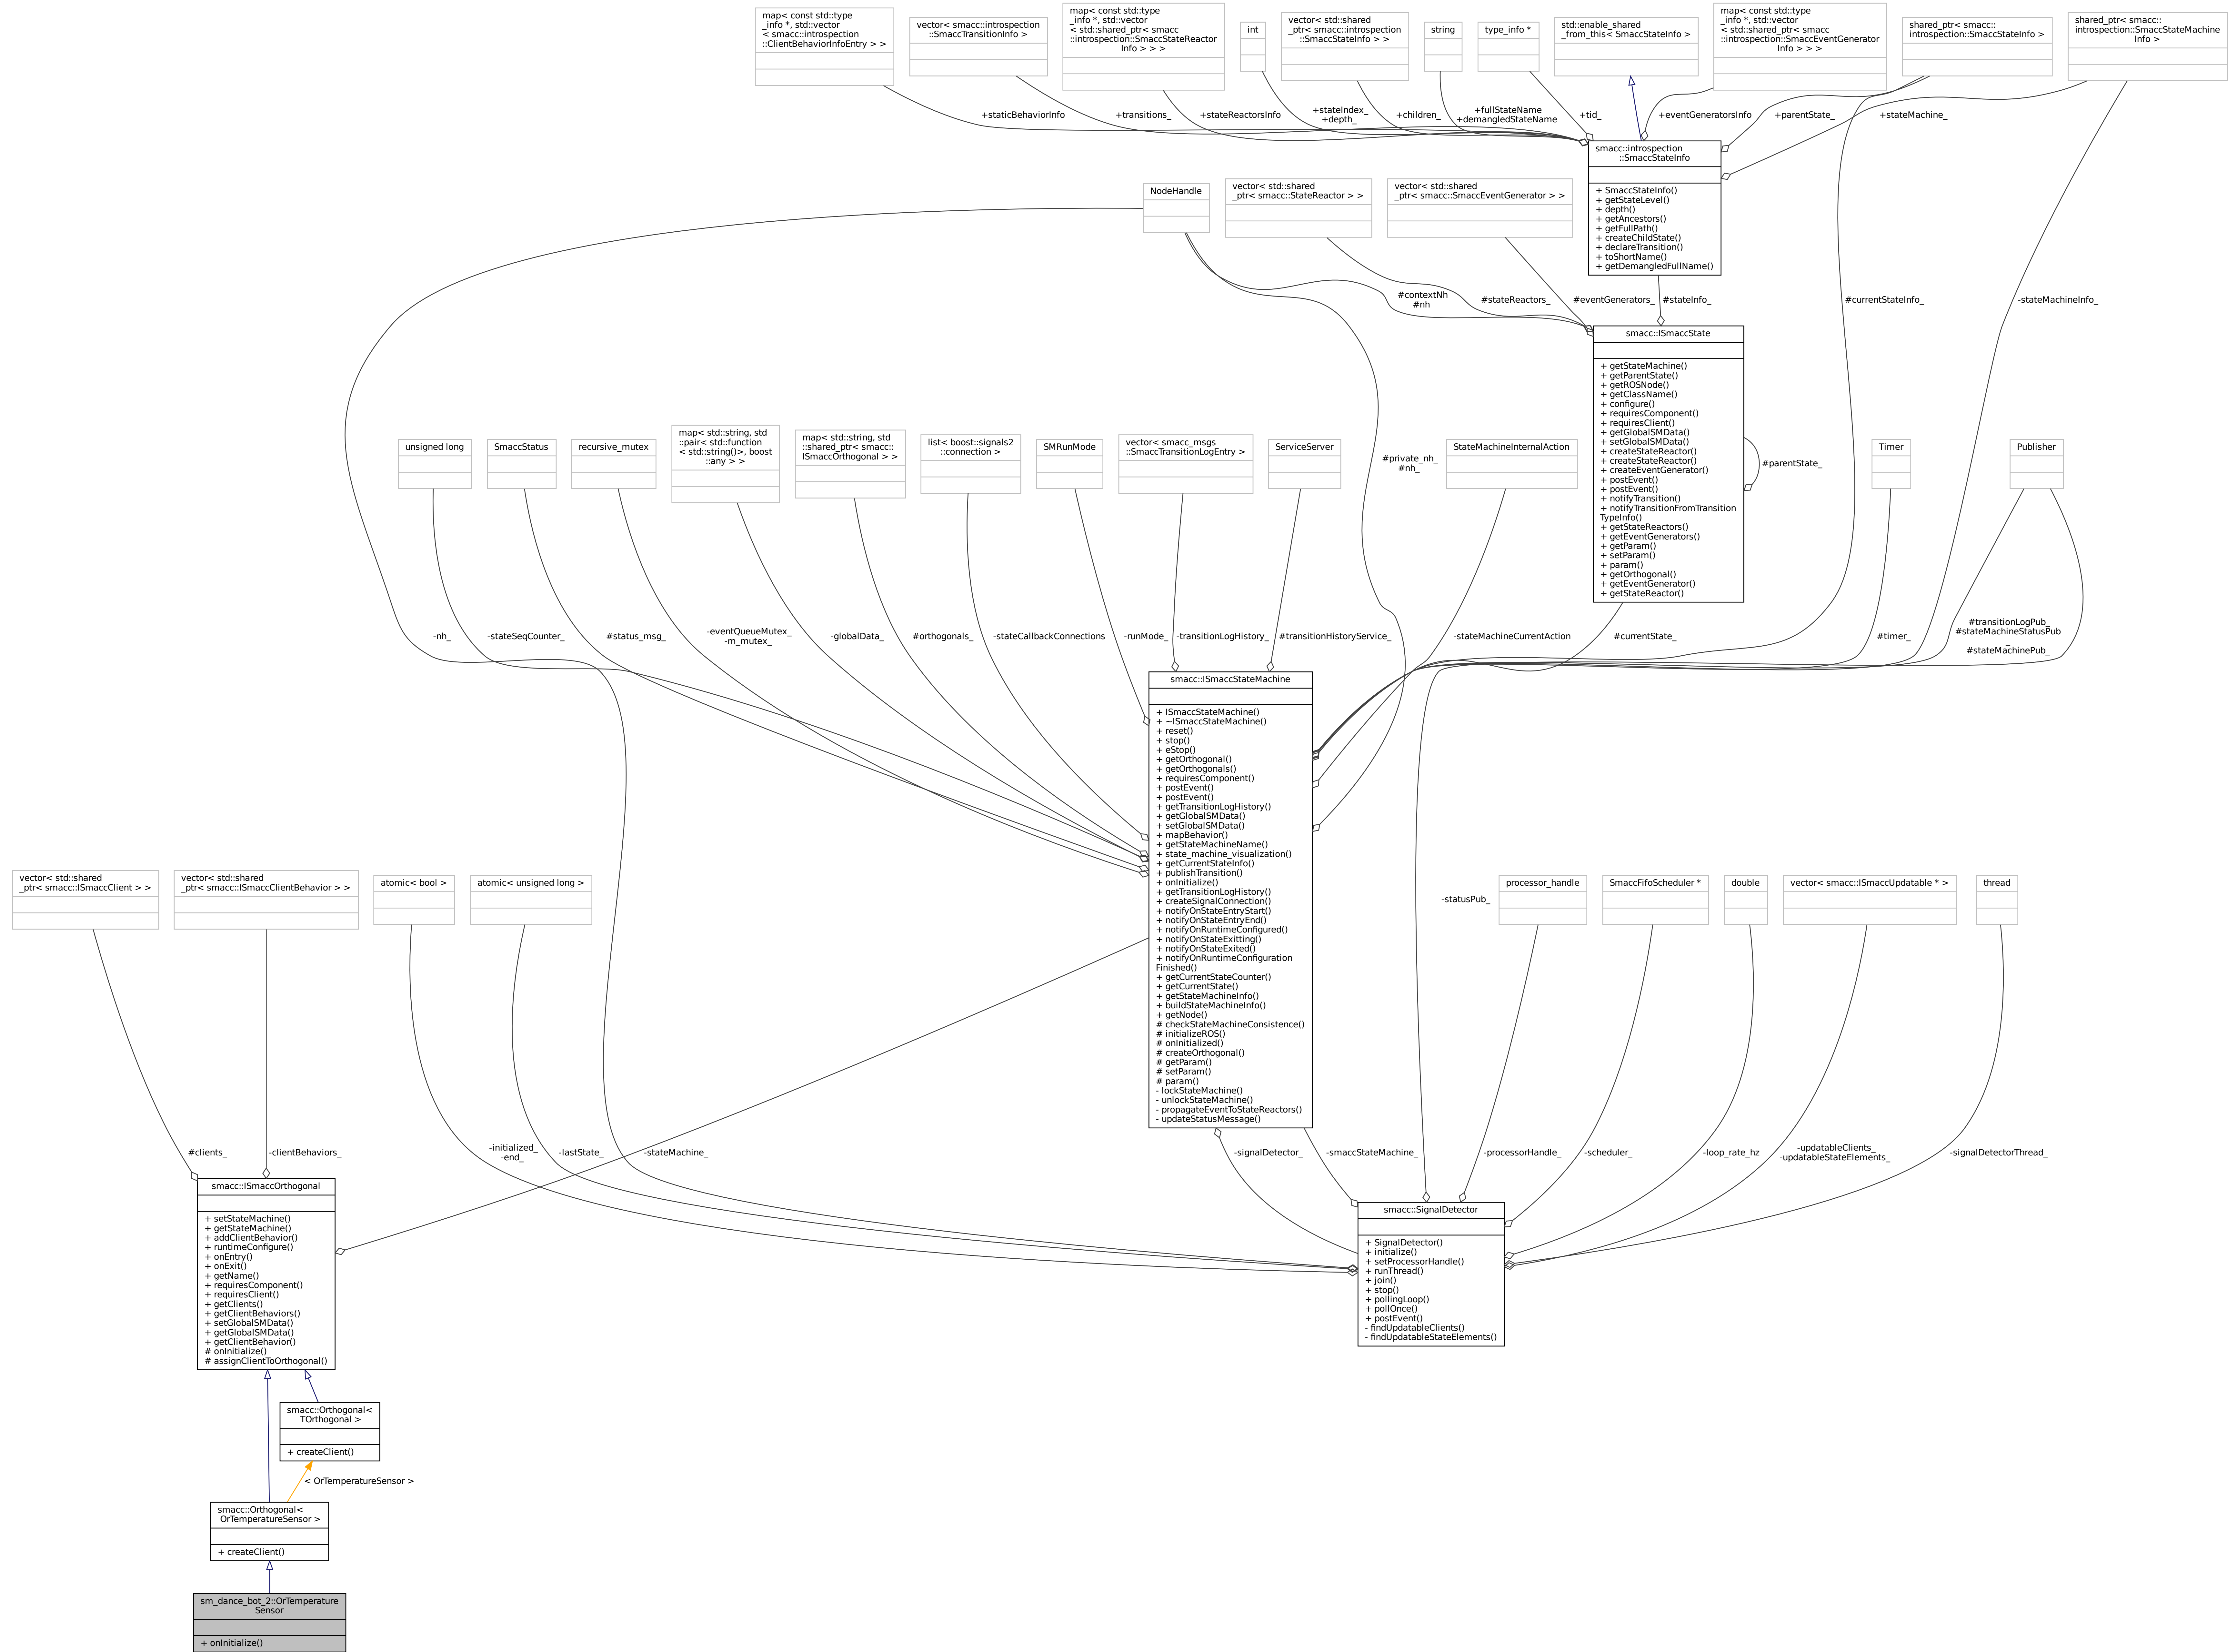 map< const std::type
_info *, std::vector
< smacc::introspection
::ClientBehaviorInfoEntry > >
vector< smacc::introspection
::SmaccTransitionInfo >
map< const std::type
_info *, std::vector
< std::shared_ptr< smacc
::introspection::SmaccStateReactor
Info > > >
int
vector< std::shared
_ptr< smacc::introspection
::SmaccStateInfo > >
string
type_info *
std::enable_shared
_from_this< SmaccStateInfo >
map< const std::type
_info *, std::vector
< std::shared_ptr< smacc
::introspection::SmaccEventGenerator
Info > > >
shared_ptr< smacc::
introspection::SmaccStateInfo >
shared_ptr< smacc::
introspection::SmaccStateMachine
Info >
+staticBehaviorInfo
+transitions_
+stateReactorsInfo
+stateIndex_
+depth_
+children_
+fullStateName
+demangledStateName
+tid_
+eventGeneratorsInfo
+parentState_
+stateMachine_
smacc::introspection
::SmaccStateInfo
+ SmaccStateInfo()
+ getStateLevel()
+ depth()
+ getAncestors()
+ getFullPath()
+ createChildState()
+ declareTransition()
+ toShortName()
+ getDemangledFullName()
NodeHandle
vector< std::shared
_ptr< smacc::StateReactor > >
vector< std::shared
_ptr< smacc::SmaccEventGenerator > >
#contextNh
#nh
#stateReactors_
#eventGenerators_
#stateInfo_
#currentStateInfo_
-stateMachineInfo_
smacc::ISmaccState
+ getStateMachine()
+ getParentState()
+ getROSNode()
+ getClassName()
+ configure()
+ requiresComponent()
+ requiresClient()
+ getGlobalSMData()
+ setGlobalSMData()
+ createStateReactor()
+ createStateReactor()
+ createEventGenerator()
+ postEvent()
+ postEvent()
+ notifyTransition()
+ notifyTransitionFromTransition
TypeInfo()
+ getStateReactors()
+ getEventGenerators()
+ getParam()
+ setParam()
+ param()
+ getOrthogonal()
+ getEventGenerator()
+ getStateReactor()
#parentState_
unsigned long
SmaccStatus
recursive_mutex
map< std::string, std
::pair< std::function
< std::string()>, boost
::any > >
map< std::string, std
::shared_ptr< smacc::
ISmaccOrthogonal > >
list< boost::signals2
::connection >
SMRunMode
vector< smacc_msgs
::SmaccTransitionLogEntry >
ServiceServer
#private_nh_
#nh_
StateMachineInternalAction
Timer
Publisher
-nh_
-stateSeqCounter_
#status_msg_
-eventQueueMutex_
-m_mutex_
-globalData_
#orthogonals_
-stateCallbackConnections
-runMode_
-transitionLogHistory_
#transitionHistoryService_
-stateMachineCurrentAction
#currentState_
#timer_
#transitionLogPub_
#stateMachineStatusPub
_
#stateMachinePub_
smacc::ISmaccStateMachine
+ ISmaccStateMachine()
+ ~ISmaccStateMachine()
+ reset()
+ stop()
+ eStop()
+ getOrthogonal()
+ getOrthogonals()
+ requiresComponent()
+ postEvent()
+ postEvent()
+ getTransitionLogHistory()
+ getGlobalSMData()
+ setGlobalSMData()
+ mapBehavior()
+ getStateMachineName()
+ state_machine_visualization()
+ getCurrentStateInfo()
+ publishTransition()
+ onInitialize()
+ getTransitionLogHistory()
+ createSignalConnection()
+ notifyOnStateEntryStart()
+ notifyOnStateEntryEnd()
+ notifyOnRuntimeConfigured()
+ notifyOnStateExitting()
+ notifyOnStateExited()
+ notifyOnRuntimeConfiguration
Finished()
+ getCurrentStateCounter()
+ getCurrentState()
+ getStateMachineInfo()
+ buildStateMachineInfo()
+ getNode()
# checkStateMachineConsistence()
# initializeROS()
# onInitialized()
# createOrthogonal()
# getParam()
# setParam()
# param()
- lockStateMachine()
- unlockStateMachine()
- propagateEventToStateReactors()
- updateStatusMessage()
vector< std::shared
_ptr< smacc::ISmaccClient > >
vector< std::shared
_ptr< smacc::ISmaccClientBehavior > >
atomic< bool >
atomic< unsigned long >
-statusPub_
processor_handle
SmaccFifoScheduler *
double
vector< smacc::ISmaccUpdatable * >
thread
#clients_
-clientBehaviors_
-initialized_
-end_
-lastState_
-stateMachine_
-signalDetector_
-smaccStateMachine_
-processorHandle_
-scheduler_
-loop_rate_hz
-updatableClients_
-updatableStateElements_
-signalDetectorThread_
smacc::ISmaccOrthogonal
+ setStateMachine()
+ getStateMachine()
+ addClientBehavior()
+ runtimeConfigure()
+ onEntry()
+ onExit()
+ getName()
+ requiresComponent()
+ requiresClient()
+ getClients()
+ getClientBehaviors()
+ setGlobalSMData()
+ getGlobalSMData()
+ getClientBehavior()
# onInitialize()
# assignClientToOrthogonal()
smacc::SignalDetector
+ SignalDetector()
+ initialize()
+ setProcessorHandle()
+ runThread()
+ join()
+ stop()
+ pollingLoop()
+ pollOnce()
+ postEvent()
- findUpdatableClients()
- findUpdatableStateElements()
smacc::Orthogonal<
TOrthogonal >
+ createClient()
< OrTemperatureSensor >
smacc::Orthogonal<
OrTemperatureSensor >
+ createClient()
sm_dance_bot_2::OrTemperature
Sensor
+ onInitialize()